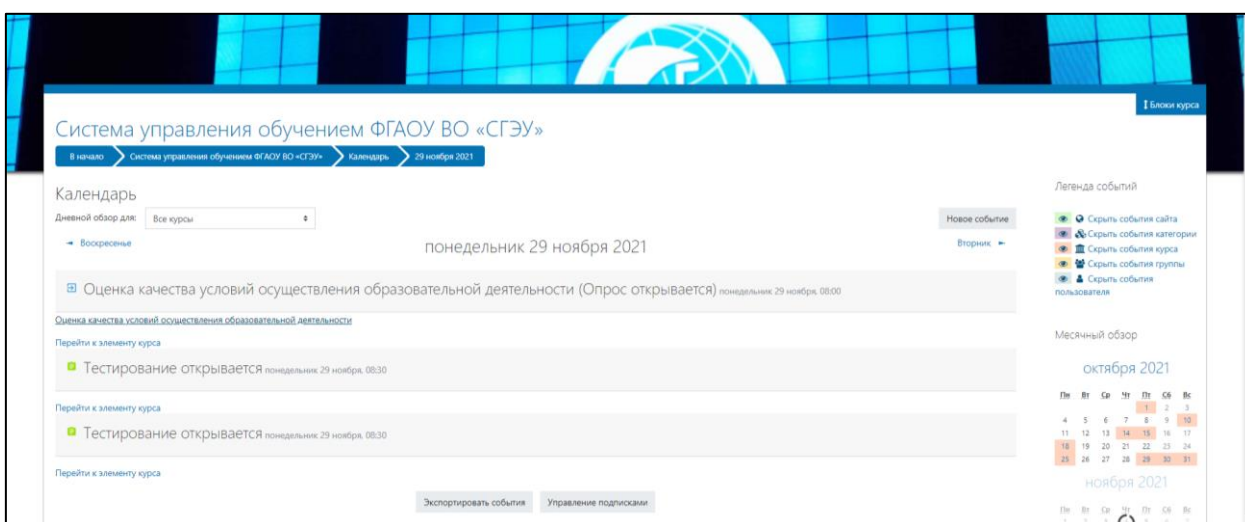 Блоки курса
Система управления обучением ФГАОУ ВО «СГЭУ»
В начало Система управления обучением ФГАОУ ВО «СГЭУ» Календарь 29 ноября 2021
Календарь
Дневной обзор для: Все курсы
Новое событие
Воскресенье
понедельник 29 ноября 2021
Вторник
Оценка качества условий осуществления образовательной деятельности (Опрос открывается) понедельник 29 ноября, 08:00
Оценка качества условий осуществления образовательной деятельности
Перейти к элементу курса
Тестирование открывается понедельник 29 ноября, 08:30
Перейти к элементу курса
Тестирование открывается понедельник 29 ноября, 08:30
Перейти к элементу курса
Экспортировать события Управление подписками
Легенда событий
Скрыть события сайта
Скрыть события категории
Скрыть события курса
Скрыть события группы
Скрыть события
пользователя
Месячный обзор
октября 2021
Пн Вт Ср Чт Пт Сб Вс
1 2 3
4 5 6 7 8 9 10
11 12 13 14 15 16 17
18 19 20 21 22 23 24
25 26 27 28 29 30 31
ноября 2021
Пн Вт Ср Чт Пт Сб Вс